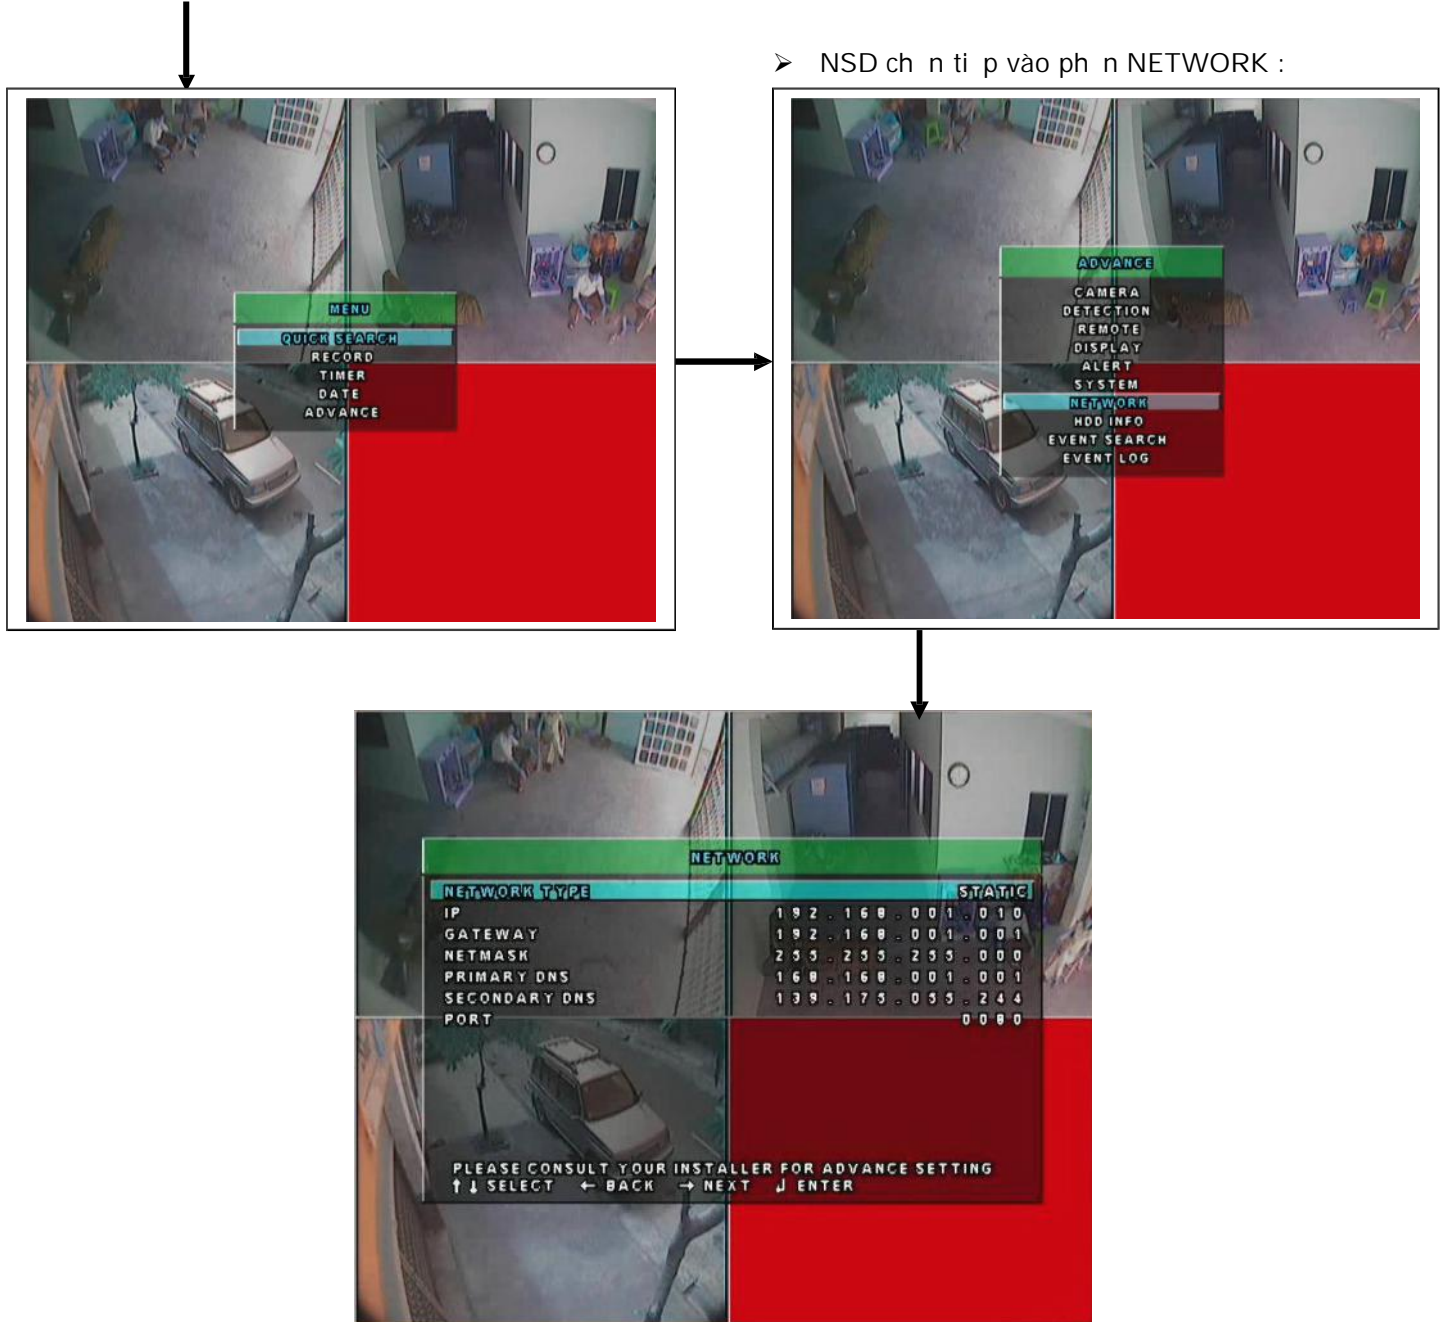 ➢ NSD ch n ti p vào ph n NETWORK :
MENU
QUICK SEARCH
RECORD
TIMER
DATE
ADVANCE
ADVANCE
CAMERA
DETECTION
REMOTE
DISPLAY
ALERT
SYSTEM
NETWORK
HDD INFO
EVENT SEARCH
EVENT LOG
NETWORK
NETWORK TYPE STATIC
IP 192.168.001.010
GATEWAY 192.168.001.001
NETMASK 255.255.255.000
PRIMARY DNS 168.168.001.001
SECONDARY DNS 139.175.055.244
PORT 0080
PLEASE CONSULT YOUR INSTALLER FOR ADVANCE SETTING
↑↓ SELECT ← BACK → NEXT ↲ ENTER